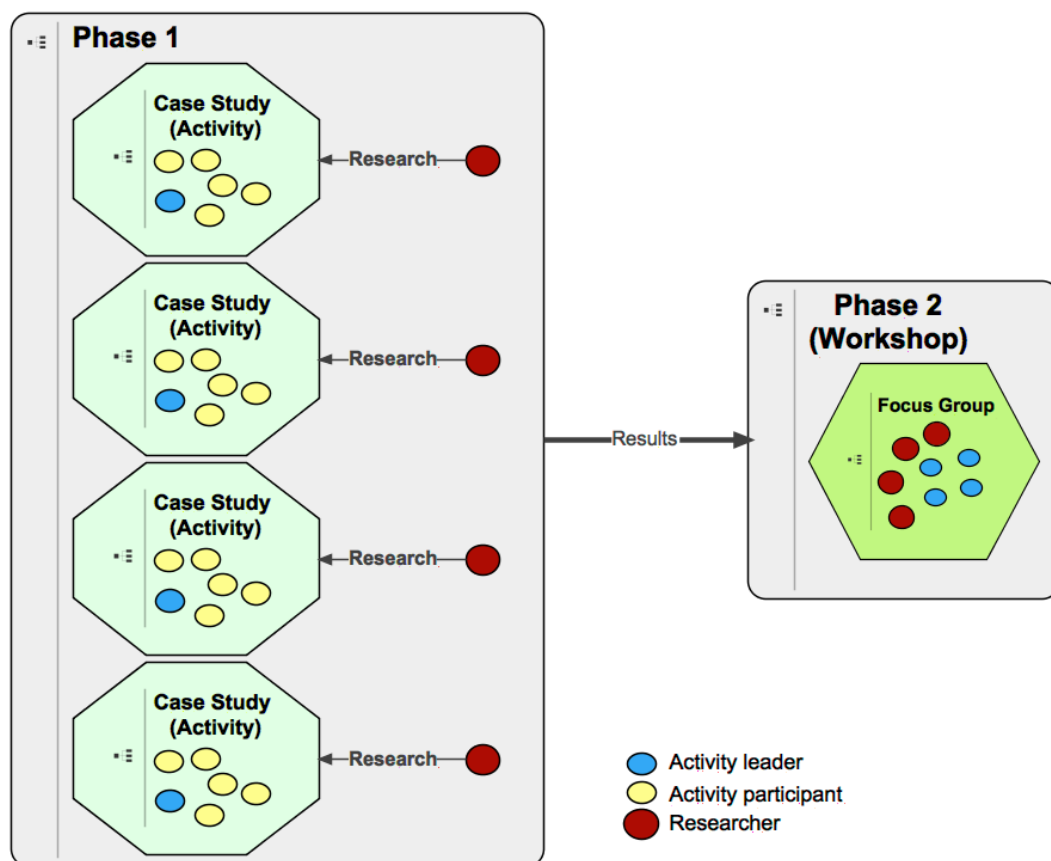 Phase 1
Case Study
(Activity)
Research
Case Study
(Activity)
Research
Case Study
(Activity)
Research
Case Study
(Activity)
Research
Results
Phase 2
(Workshop)
Focus Group
Activity leader
Activity participant
Researcher